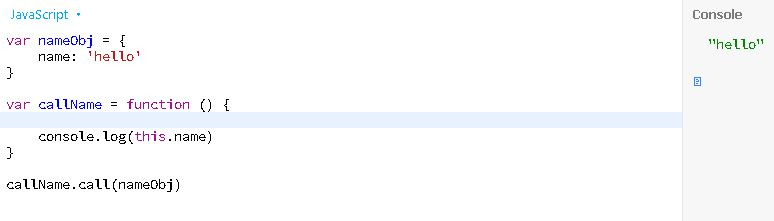 JavaScript
var nameObj = {
    name: 'hello'
}
var callName = function () {
    console.log(this.name)
}
callName.call(nameObj)
Console
"hello"